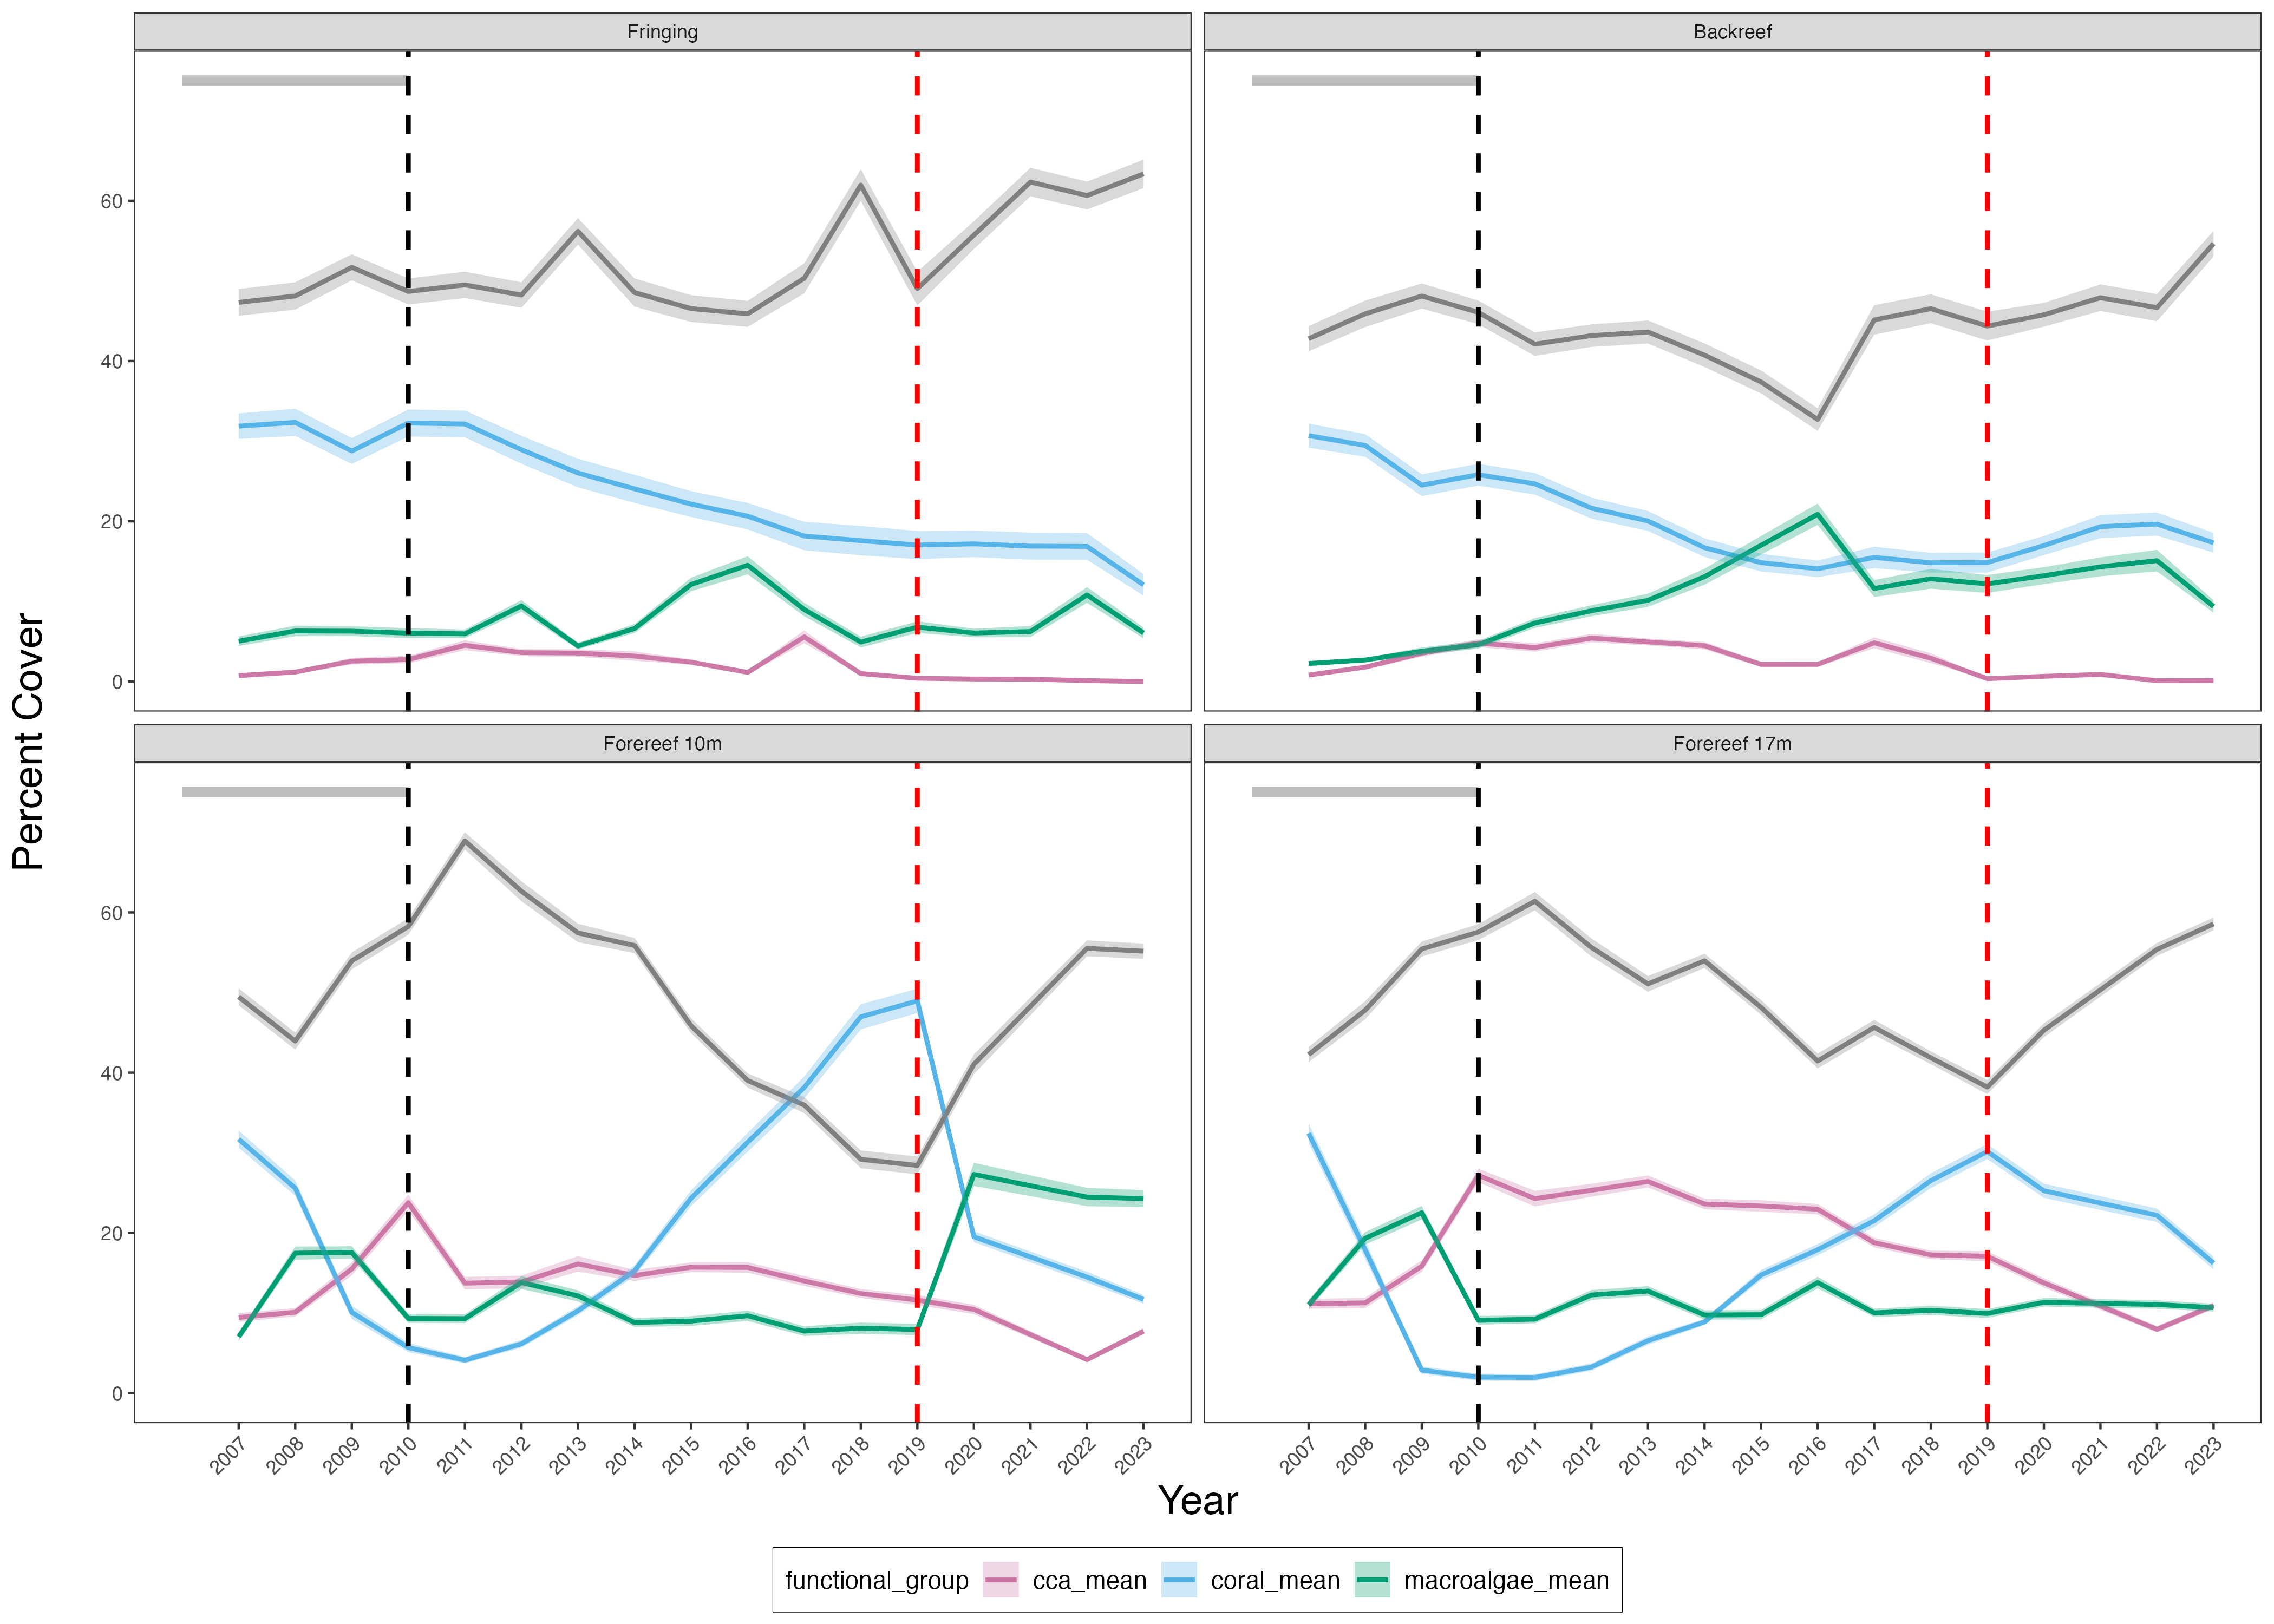 Fringing
Backreef
60
40
20
0
Forereef 10m
Forereef 17m
60
40
20
0
Percent Cover
2007 2008 2009 2010 2011 2012 2013 2014 2015 2016 2017 2018 2019 2020 2021 2022 2023
2007 2008 2009 2010 2011 2012 2013 2014 2015 2016 2017 2018 2019 2020 2021 2022 2023
Year
functional_group cca_mean coral_mean macroalgae_mean